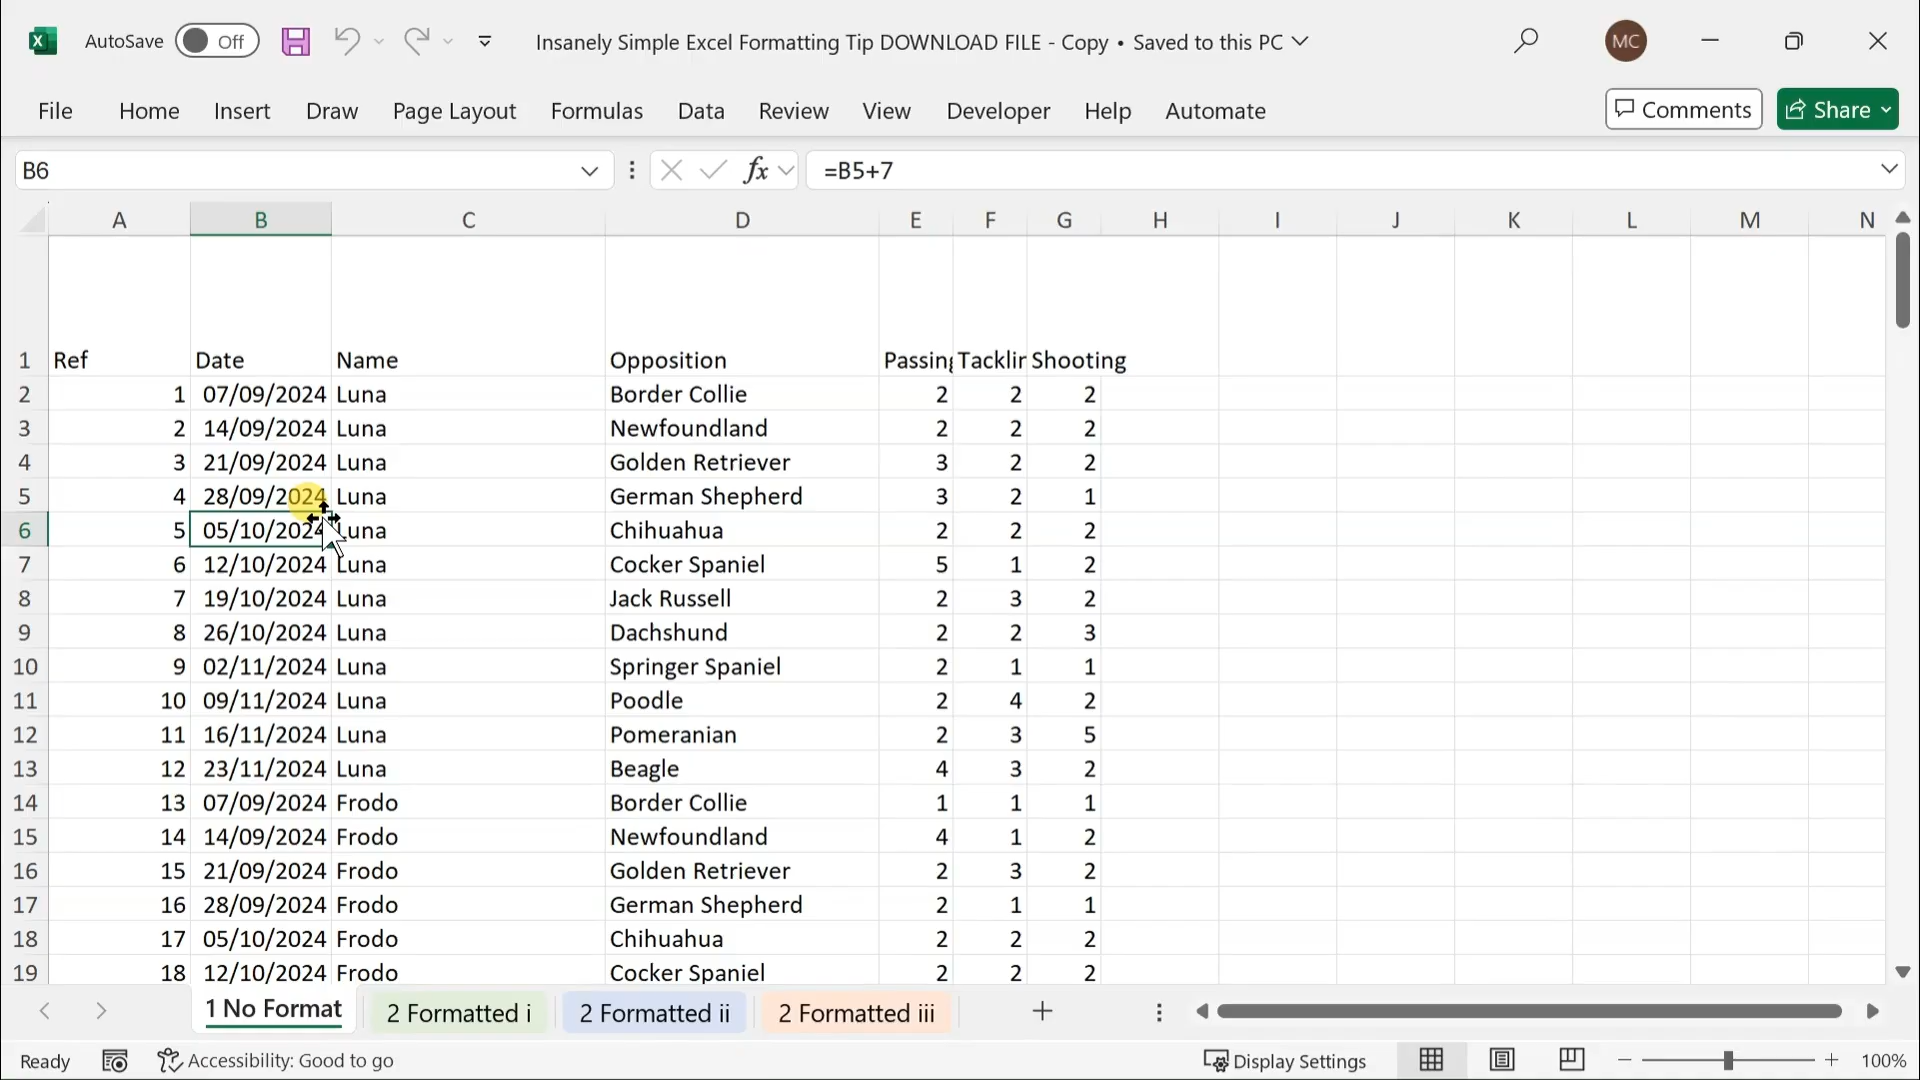 AutoSave Off Insanely Simple Excel Formatting Tip DOWNLOAD FILE - Copy • Saved to this PC MC
File Home Insert Draw Page Layout Formulas Data Review View Developer Help Automate Comments Share
B6 fx =B5+7
A B C D E F G H I J K L M N
1 Ref Date Name Opposition Passing Tacklir Shooting
2 1 07/09/2024 Luna Border Collie 2 2 2
3 2 14/09/2024 Luna Newfoundland 2 2 2
4 3 21/09/2024 Luna Golden Retriever 3 2 2
5 4 28/09/2024 Luna German Shepherd 3 2 1
6 5 05/10/2024 Luna Chihuahua 2 2 2
7 6 12/10/2024 Luna Cocker Spaniel 5 1 2
8 7 19/10/2024 Luna Jack Russell 2 3 2
9 8 26/10/2024 Luna Dachshund 2 2 3
10 9 02/11/2024 Luna Springer Spaniel 2 1 1
11 10 09/11/2024 Luna Poodle 2 4 2
12 11 16/11/2024 Luna Pomeranian 2 3 5
13 12 23/11/2024 Luna Beagle 4 3 2
14 13 07/09/2024 Frodo Border Collie 1 1 1
15 14 14/09/2024 Frodo Newfoundland 4 1 2
16 15 21/09/2024 Frodo Golden Retriever 2 3 2
17 16 28/09/2024 Frodo German Shepherd 2 1 1
18 17 05/10/2024 Frodo Chihuahua 2 2 2
19 18 12/10/2024 Frodo Cocker Spaniel 2 2 2
1 No Format 2 Formatted i 2 Formatted ii 2 Formatted iii
Ready Accessibility: Good to go Display Settings 100%